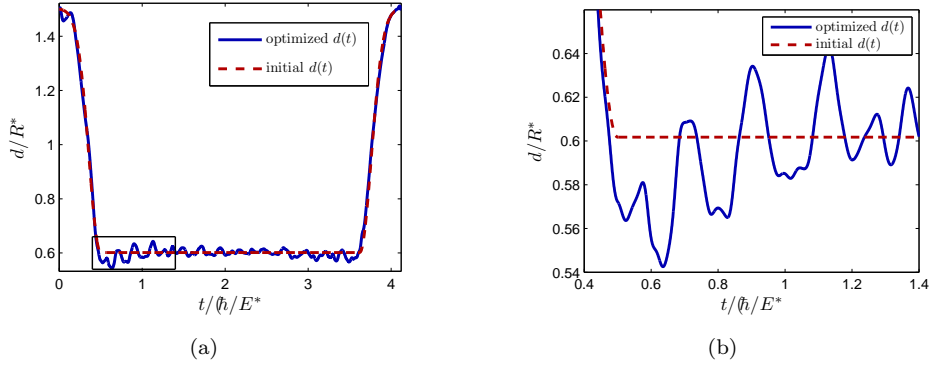 1.4
1.2
1
0.8
0.6
0
1
2
3
4
d/R*
t/(ħ/E*
optimized d(t)
initial d(t)
(a)
0.64
0.62
0.6
0.58
0.56
0.54
0.4
0.6
0.8
1
1.2
1.4
d/R*
t/(ħ/E*
optimized d(t)
initial d(t)
(b)